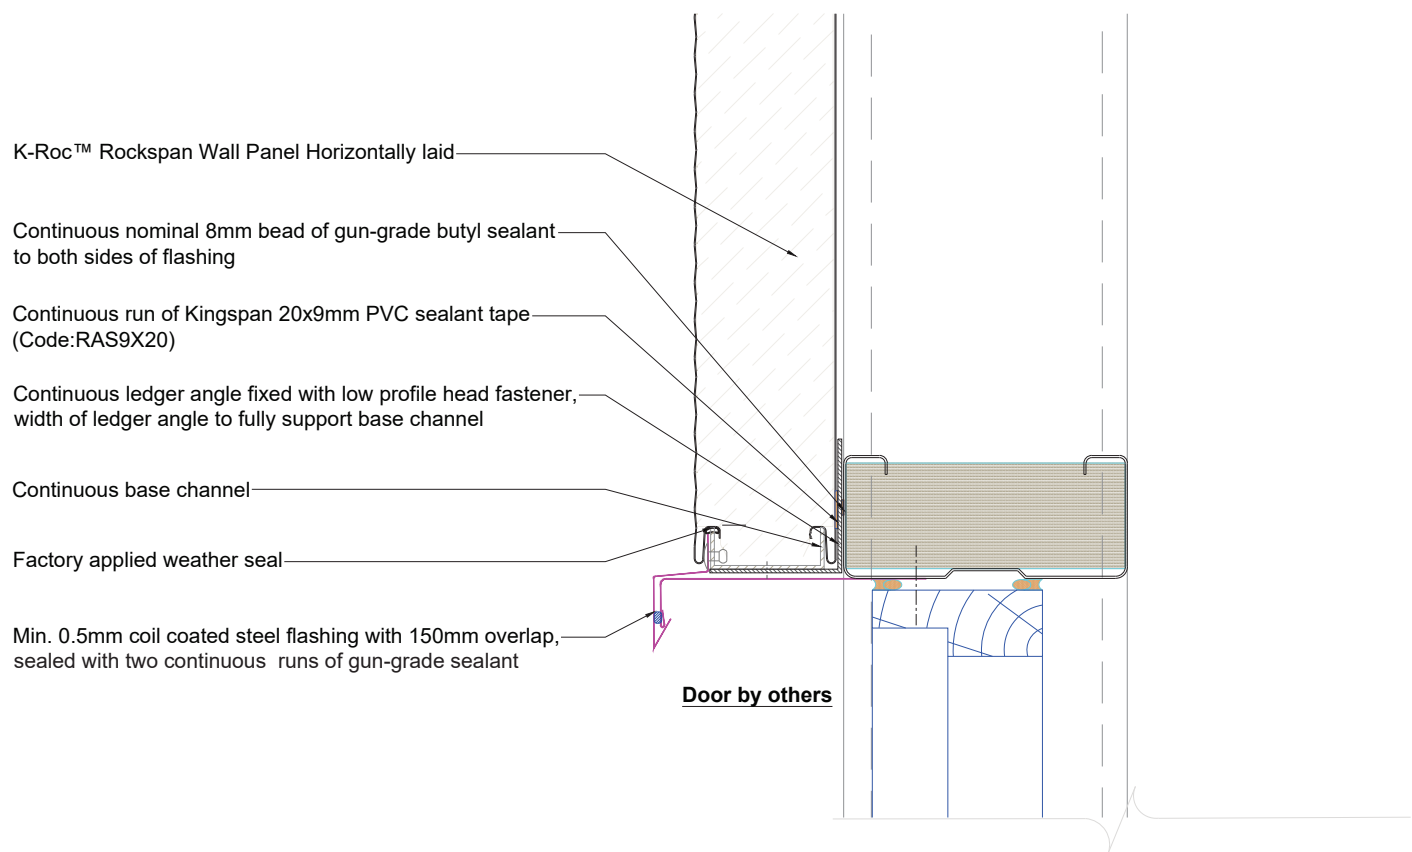 K-Roc™ Rockspan Wall Panel Horizontally laid
Continuous nominal 8mm bead of gun-grade butyl sealant
to both sides of flashing
Continuous run of Kingspan 20x9mm PVC sealant tape
(Code:RAS9X20)
Continuous ledger angle fixed with low profile head fastener,
width of ledger angle to fully support base channel
Continuous base channel
Factory applied weather seal
Min. 0.5mm coil coated steel flashing with 150mm overlap,
sealed with two continuous runs of gun-grade sealant
Door by others